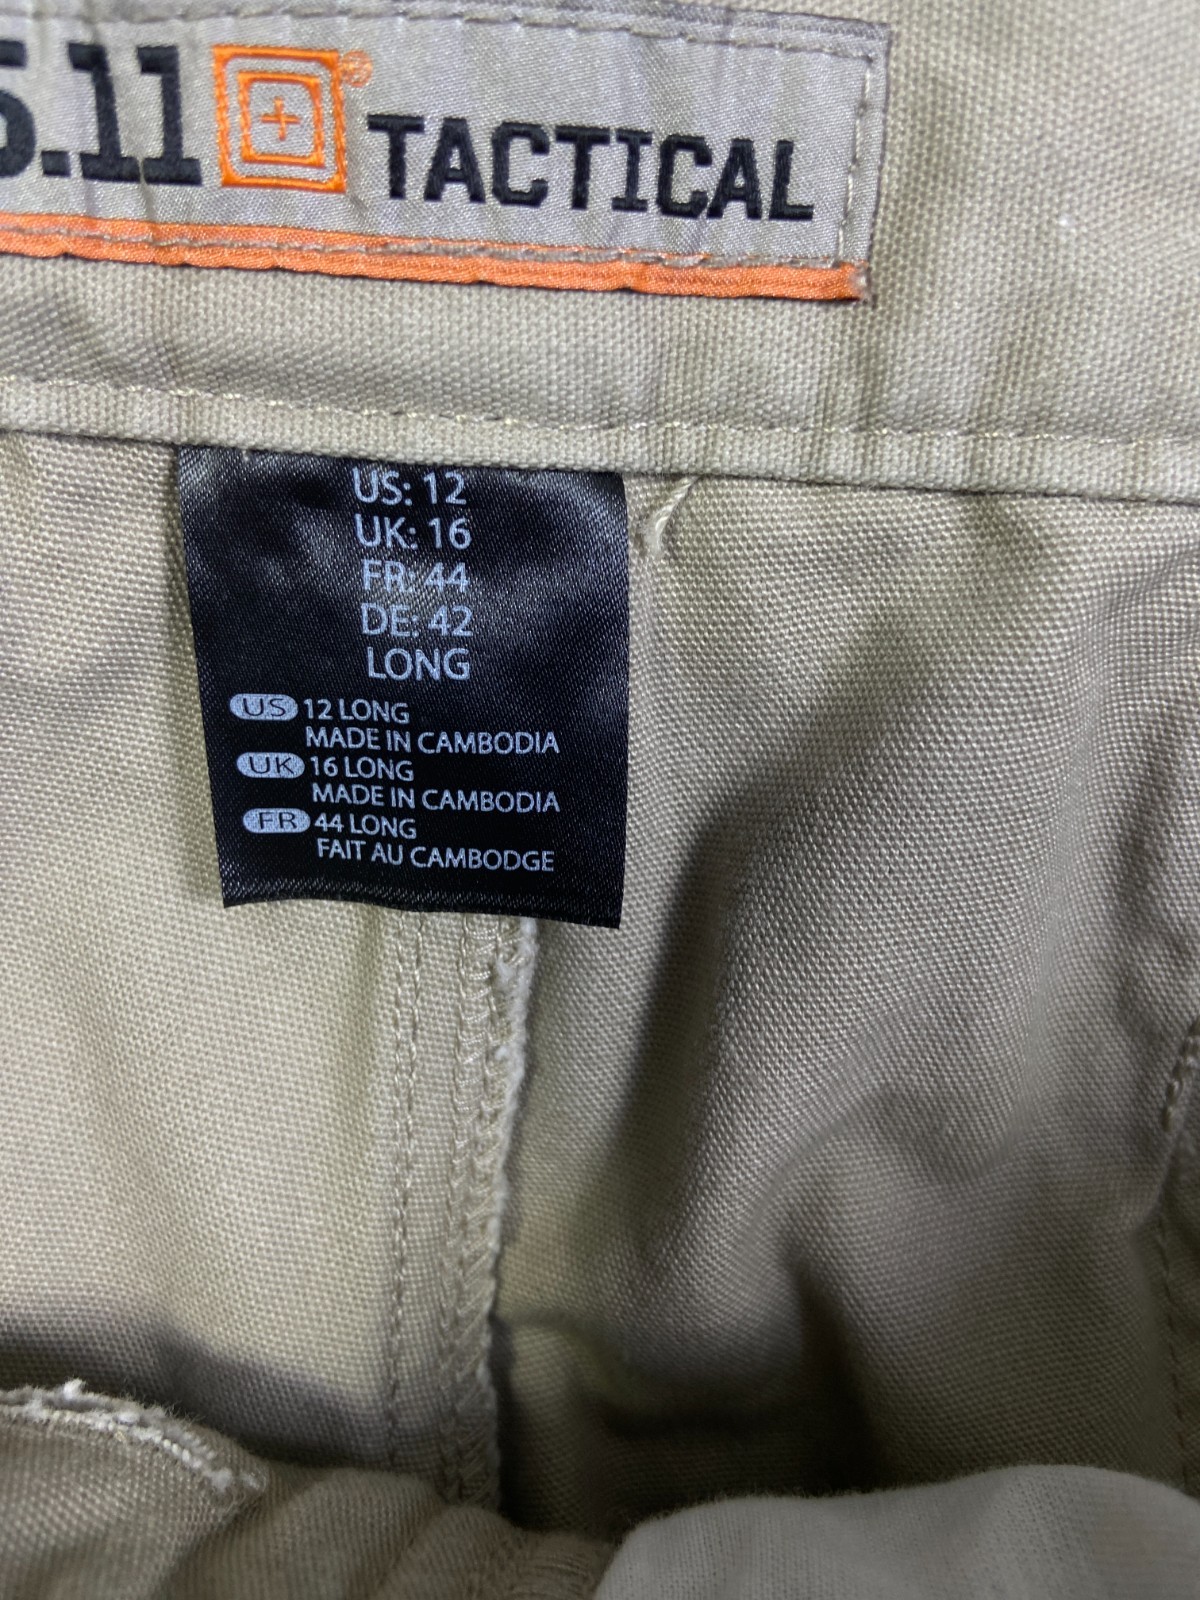 5.11® TACTICAL
US: 12
UK: 16
FR: 44
DE: 42
LONG
US 12 LONG
MADE IN CAMBODIA
UK 16 LONG
MADE IN CAMBODIA
FR 44 LONG
FAIT AU CAMBODGE